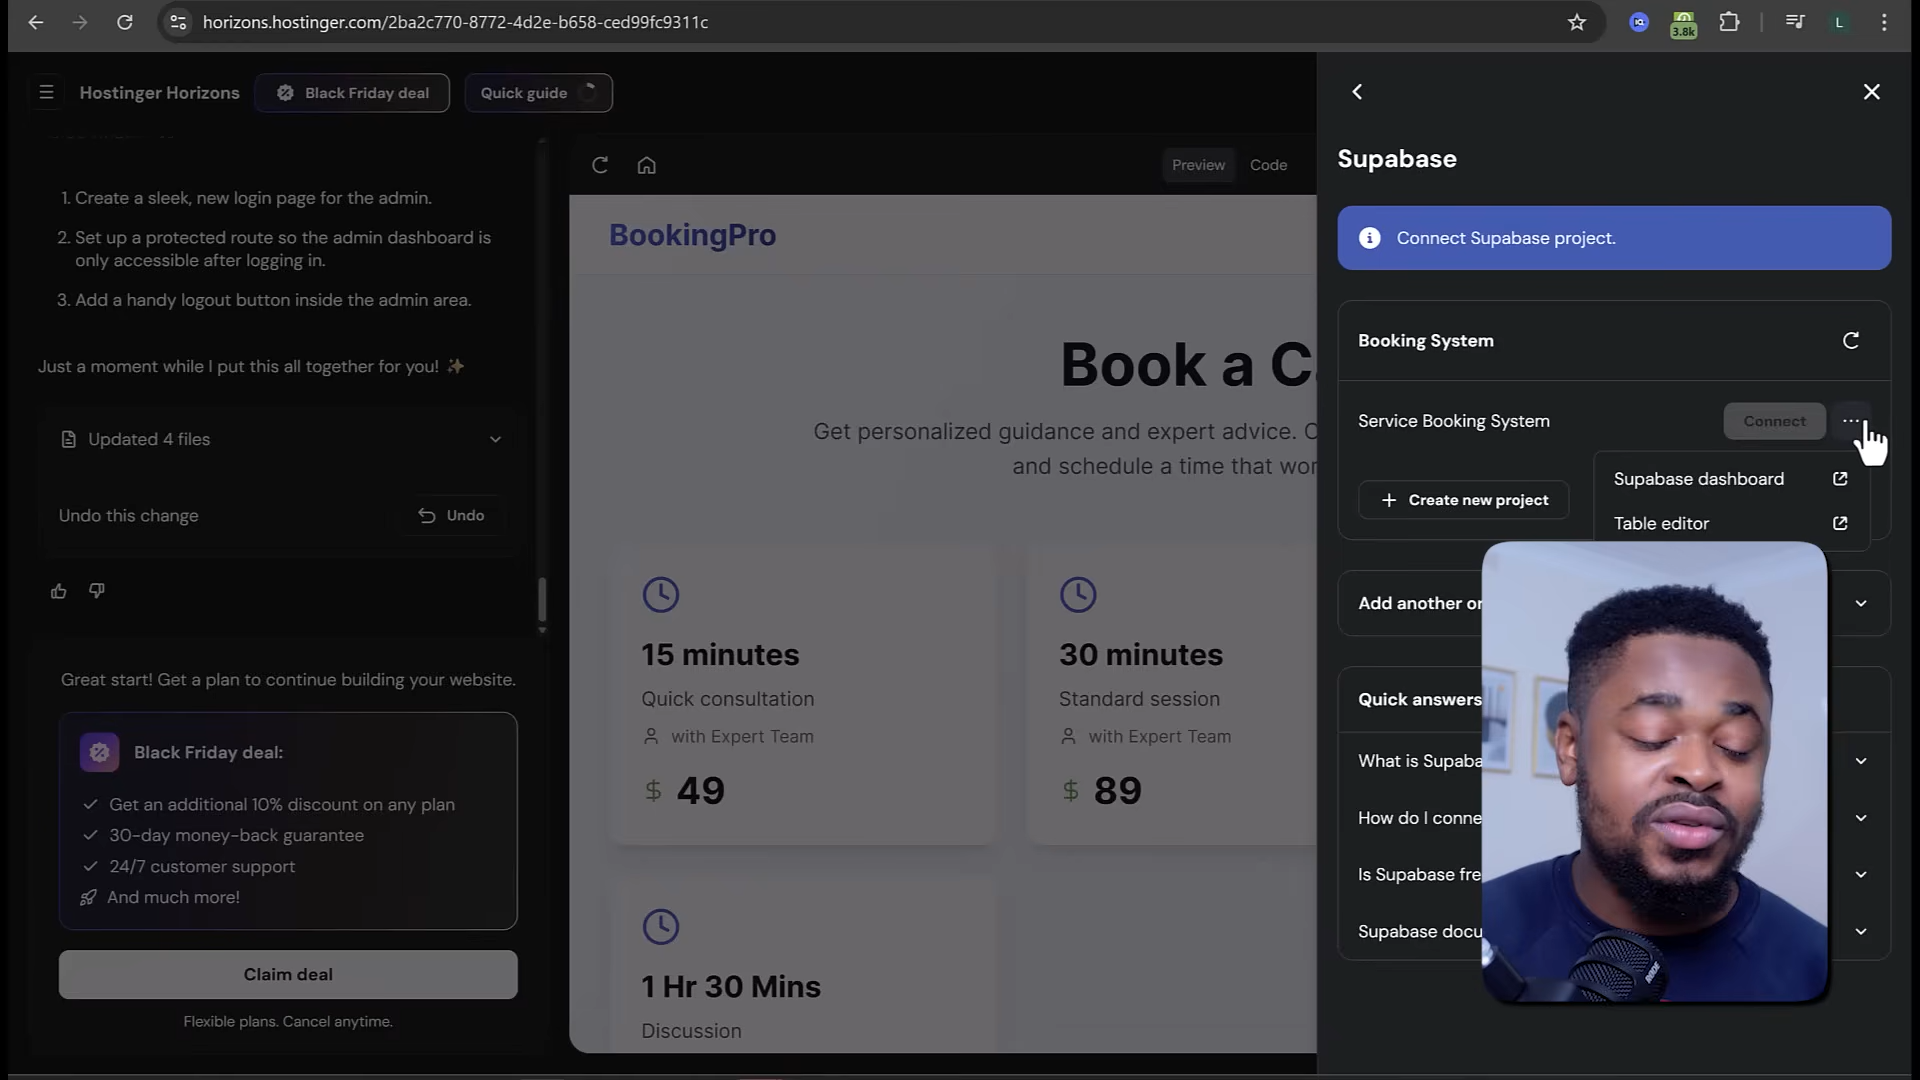 horizons.hostinger.com/2ba2c770-8772-4d2e-b658-ced99fc9311c
3.8k
L
Hostinger Horizons
Black Friday deal
Quick guide
1. Create a sleek, new login page for the admin.
2. Set up a protected route so the admin dashboard is
only accessible after logging in.
3. Add a handy logout button inside the admin area.
Just a moment while I put this all together for you! ✨
Updated 4 files
Undo this change
Undo
Great start! Get a plan to continue building your website.
Black Friday deal:
Get an additional 10% discount on any plan
30-day money-back guarantee
24/7 customer support
And much more!
Claim deal
Flexible plans. Cancel anytime.
Preview
Code
BookingPro
Book a C
Get personalized guidance and expert advice. C
and schedule a time that wor
15 minutes
Quick consultation
with Expert Team
$ 49
30 minutes
Standard session
with Expert Team
$ 89
1 Hr 30 Mins
Discussion
Supabase
Connect Supabase project.
Booking System
Service Booking System
Connect
Supabase dashboard
Table editor
+ Create new project
Add another or
Quick answers
What is Supaba
How do I conne
Is Supabase fre
Supabase docu
RODE